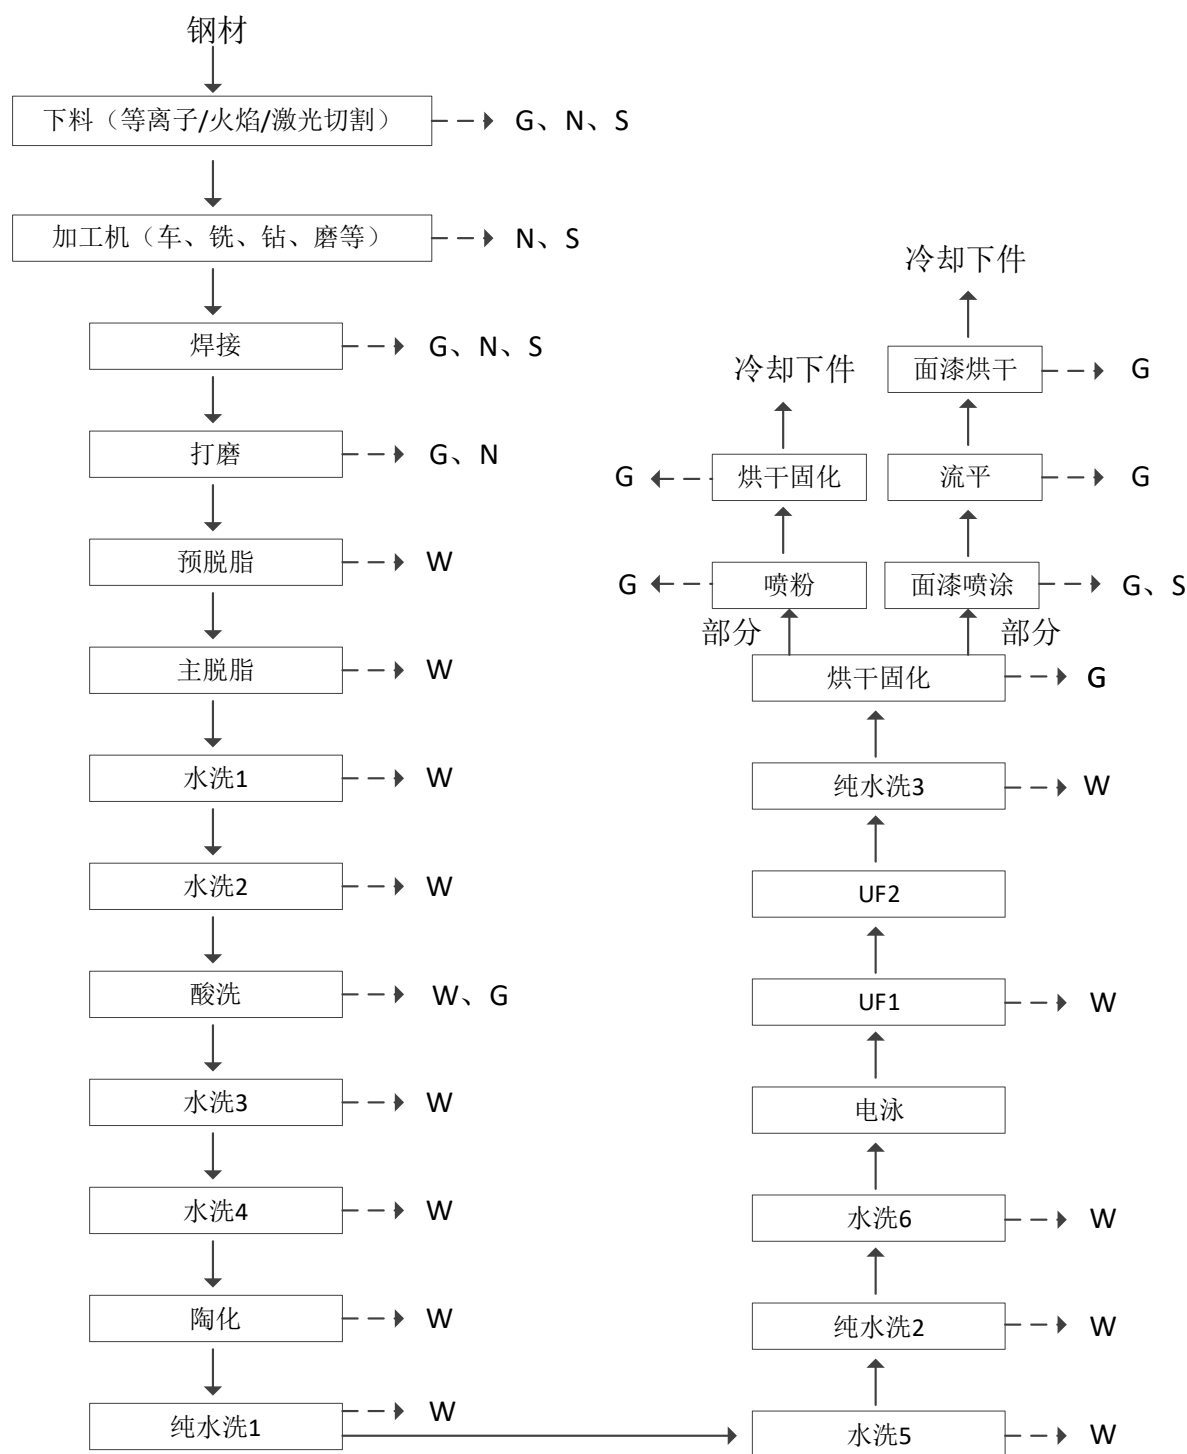 钢材
下料（等离子/火焰/激光切割）
G、N、S
加工机（车、铣、钻、磨等）
N、S
焊接
G、N、S
打磨
G、N
预脱脂
W
主脱脂
W
水洗1
W
水洗2
W
酸洗
W、G
水洗3
W
水洗4
W
陶化
W
纯水洗1
W
水洗5
W
纯水洗2
W
水洗6
W
电泳
UF1
W
UF2
纯水洗3
W
烘干固化
G
部分
喷粉
G
烘干固化
G
冷却下件
部分
面漆喷涂
G、S
流平
G
面漆烘干
G
冷却下件